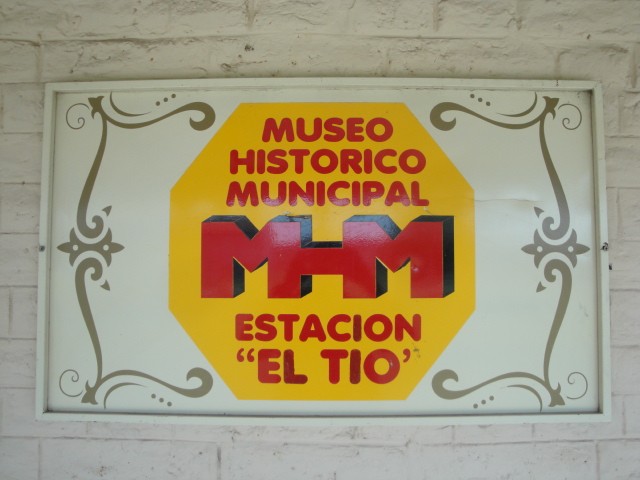 MUSEO
HISTORICO
MUNICIPAL
MHM
ESTACION
"EL TIO'